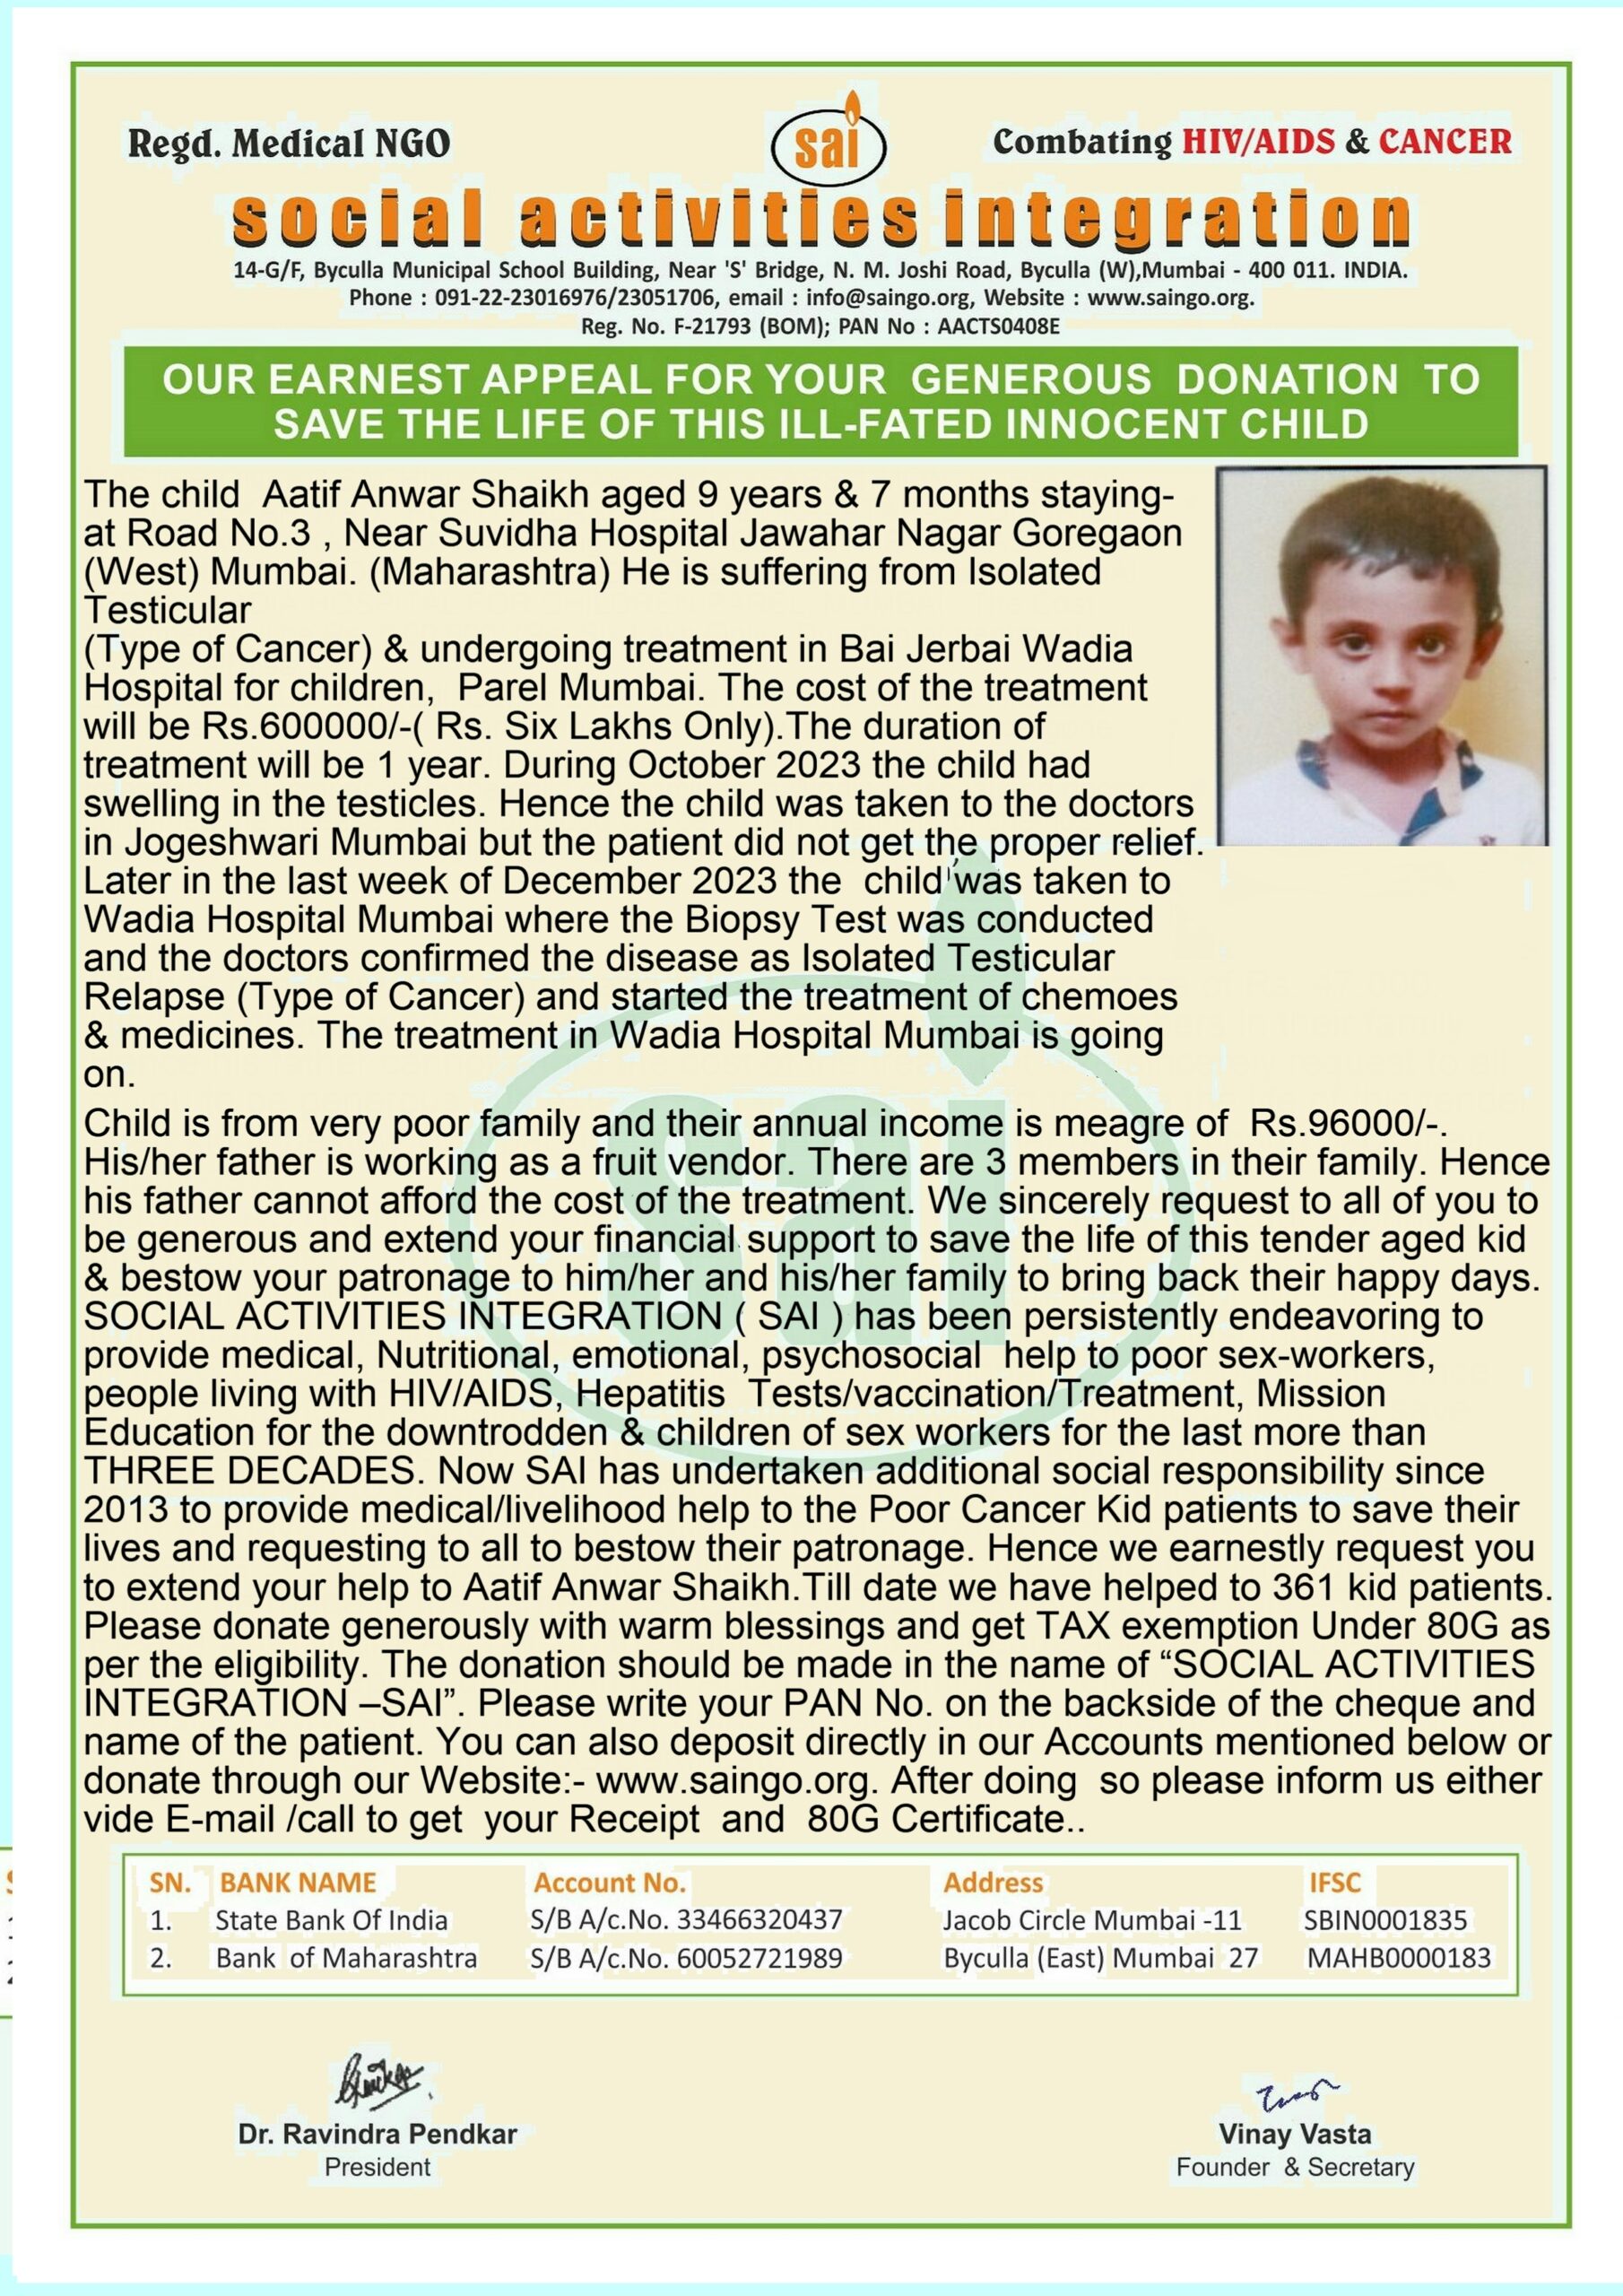 Regd. Medical NGO
sai
Combating HIV/AIDS & CANCER
social activities integration
14-G/F, Byculla Municipal School Building, Near 'S' Bridge, N. M. Joshi Road, Byculla (W),Mumbai - 400 011. INDIA.
Phone : 091-22-23016976/23051706, email : info@saingo.org, Website : www.saingo.org.
Reg. No. F-21793 (BOM); PAN No : AACTS0408E
OUR EARNEST APPEAL FOR YOUR GENEROUS DONATION TO
SAVE THE LIFE OF THIS ILL-FATED INNOCENT CHILD
The child Aatif Anwar Shaikh aged 9 years & 7 months staying-
at Road No.3 , Near Suvidha Hospital Jawahar Nagar Goregaon
(West) Mumbai. (Maharashtra) He is suffering from Isolated
Testicular
(Type of Cancer) & undergoing treatment in Bai Jerbai Wadia
Hospital for children, Parel Mumbai. The cost of the treatment
will be Rs.600000/-( Rs. Six Lakhs Only).The duration of
treatment will be 1 year. During October 2023 the child had
swelling in the testicles. Hence the child was taken to the doctors
in Jogeshwari Mumbai but the patient did not get the proper relief.
Later in the last week of December 2023 the child was taken to
Wadia Hospital Mumbai where the Biopsy Test was conducted
and the doctors confirmed the disease as Isolated Testicular
Relapse (Type of Cancer) and started the treatment of chemoes
& medicines. The treatment in Wadia Hospital Mumbai is going
on.
Child is from very poor family and their annual income is meagre of Rs.96000/-.
His/her father is working as a fruit vendor. There are 3 members in their family. Hence
his father cannot afford the cost of the treatment. We sincerely request to all of you to
be generous and extend your financial support to save the life of this tender aged kid
& bestow your patronage to him/her and his/her family to bring back their happy days.
SOCIAL ACTIVITIES INTEGRATION ( SAI ) has been persistently endeavoring to
provide medical, Nutritional, emotional, psychosocial help to poor sex-workers,
people living with HIV/AIDS, Hepatitis Tests/vaccination/Treatment, Mission
Education for the downtrodden & children of sex workers for the last more than
THREE DECADES. Now SAI has undertaken additional social responsibility since
2013 to provide medical/livelihood help to the Poor Cancer Kid patients to save their
lives and requesting to all to bestow their patronage. Hence we earnestly request you
to extend your help to Aatif Anwar Shaikh.Till date we have helped to 361 kid patients.
Please donate generously with warm blessings and get TAX exemption Under 80G as
per the eligibility. The donation should be made in the name of “SOCIAL ACTIVITIES
INTEGRATION –SAI”. Please write your PAN No. on the backside of the cheque and
name of the patient. You can also deposit directly in our Accounts mentioned below or
donate through our Website:- www.saingo.org. After doing so please inform us either
vide E-mail /call to get your Receipt and 80G Certificate..
SN. BANK NAME Account No. Address IFSC
1. State Bank Of India S/B A/c.No. 33466320437 Jacob Circle Mumbai -11 SBIN0001835
2. Bank of Maharashtra S/B A/c.No. 60052721989 Byculla (East) Mumbai 27 MAHB0000183
Dr. Ravindra Pendkar
President
Vinay Vasta
Founder & Secretary